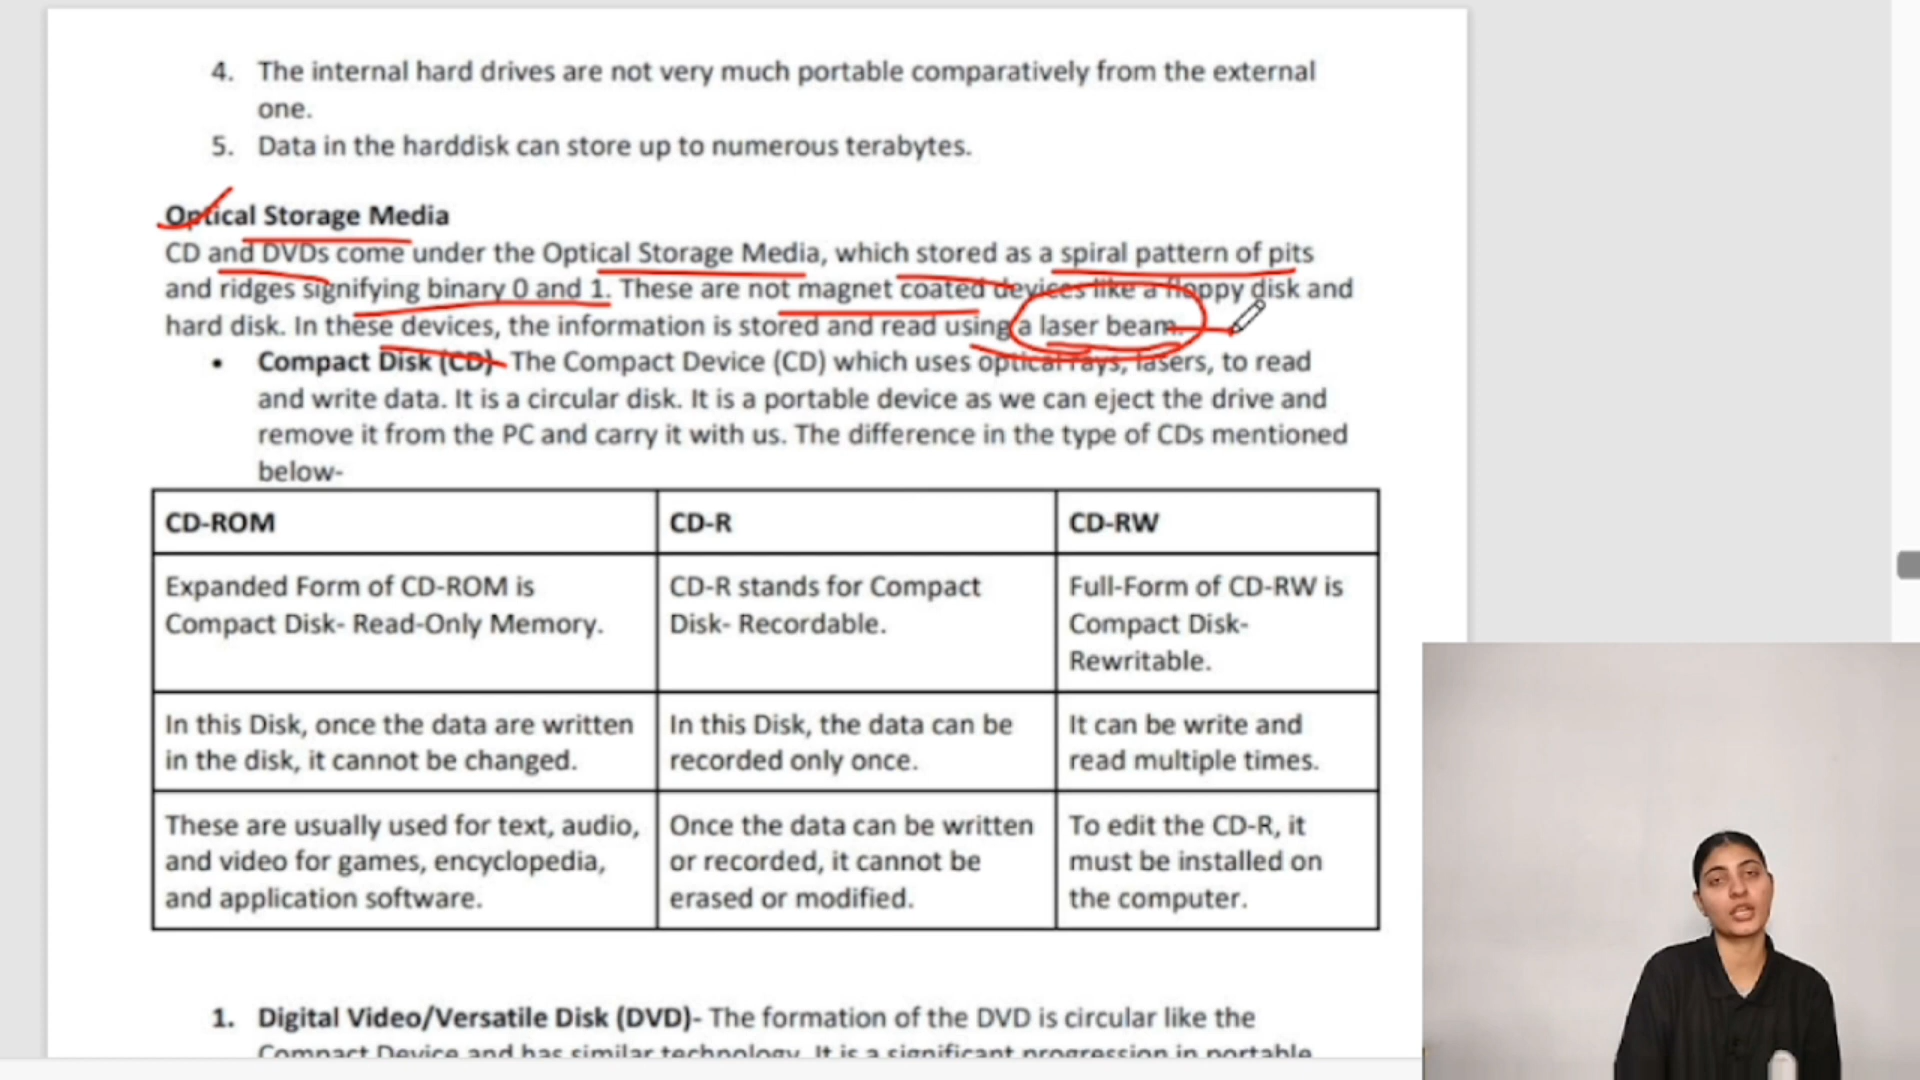 4. The internal hard drives are not very much portable comparatively from the external
one.
5. Data in the harddisk can store up to numerous terabytes.
Optical Storage Media
CD and DVDs come under the Optical Storage Media, which stored as a spiral pattern of pits
and ridges signifying binary 0 and 1. These are not magnet coated devices like a floppy disk and
hard disk. In these devices, the information is stored and read using a laser beam.
• Compact Disk (CD)- The Compact Device (CD) which uses optical rays, lasers, to read
and write data. It is a circular disk. It is a portable device as we can eject the drive and
remove it from the PC and carry it with us. The difference in the type of CDs mentioned
below-
CD-ROM
CD-R
CD-RW
Expanded Form of CD-ROM is
Compact Disk- Read-Only Memory.
CD-R stands for Compact
Disk- Recordable.
Full-Form of CD-RW is
Compact Disk-
Rewritable.
In this Disk, once the data are written
in the disk, it cannot be changed.
In this Disk, the data can be
recorded only once.
It can be write and
read multiple times.
These are usually used for text, audio,
and video for games, encyclopedia,
and application software.
Once the data can be written
or recorded, it cannot be
erased or modified.
To edit the CD-R, it
must be installed on
the computer.
1. Digital Video/Versatile Disk (DVD)- The formation of the DVD is circular like the
Compact Device and has similar technology. It is a significant progression in portable